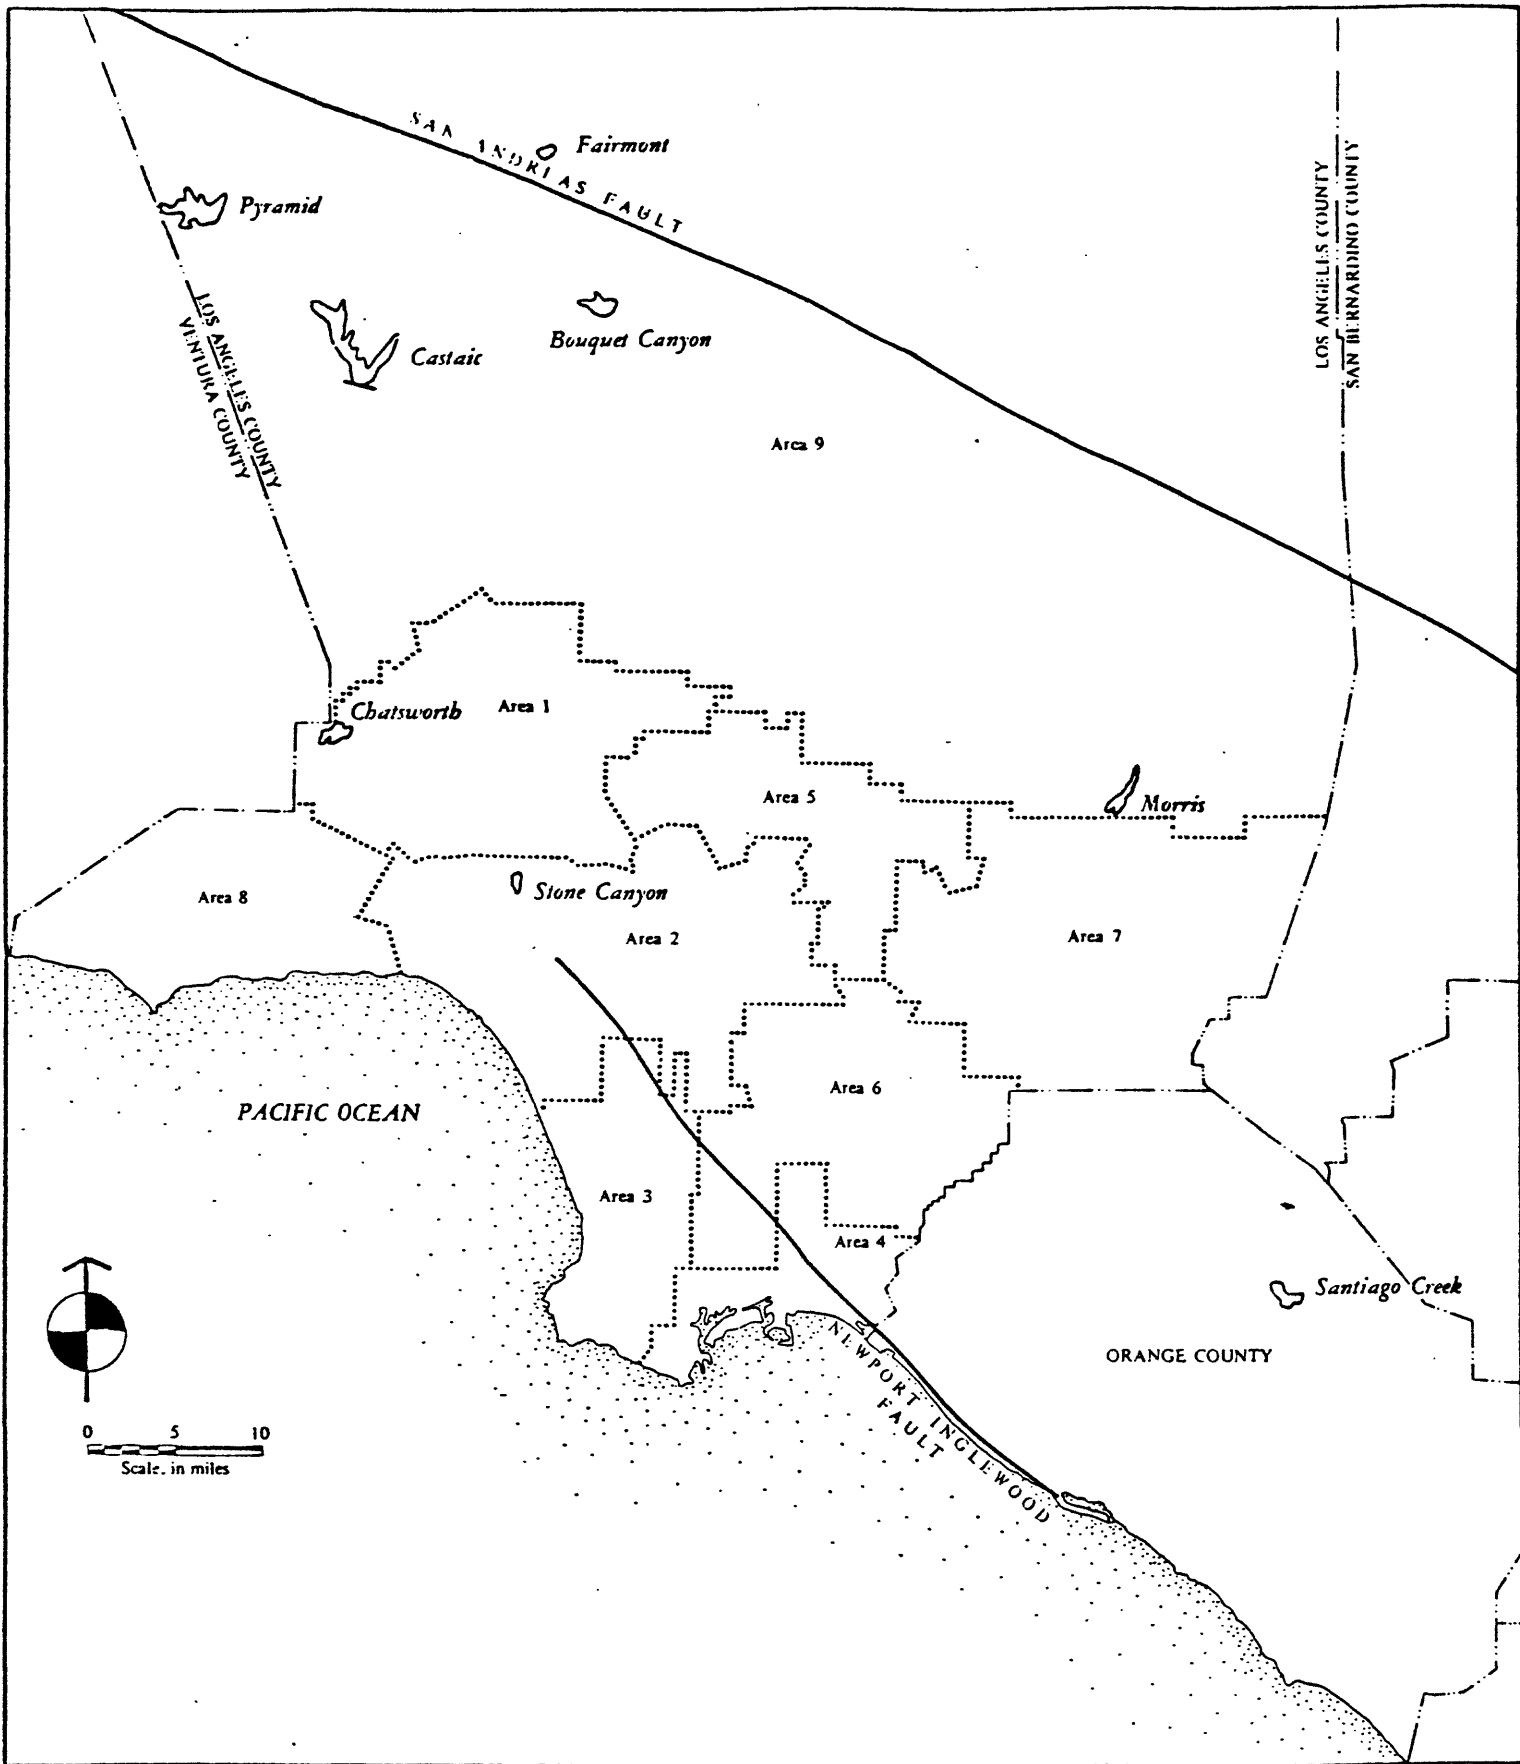 SAN ANDRIAS FAULT
Fairmont
Pyramid
LOS ANGELES COUNTY
SAN BERNARDINO COUNTY
LOS ANGELES COUNTY
VENTURA COUNTY
Castaic
Bouquet Canyon
Area 9
Chatsworth
Area 1
Area 5
Morris
Area 8
Stone Canyon
Area 2
Area 7
PACIFIC OCEAN
Area 6
Area 3
Area 4
Santiago Creek
NEWPORT INGLEWOOD
FAULT
ORANGE COUNTY
0 5 10
Scale. in miles